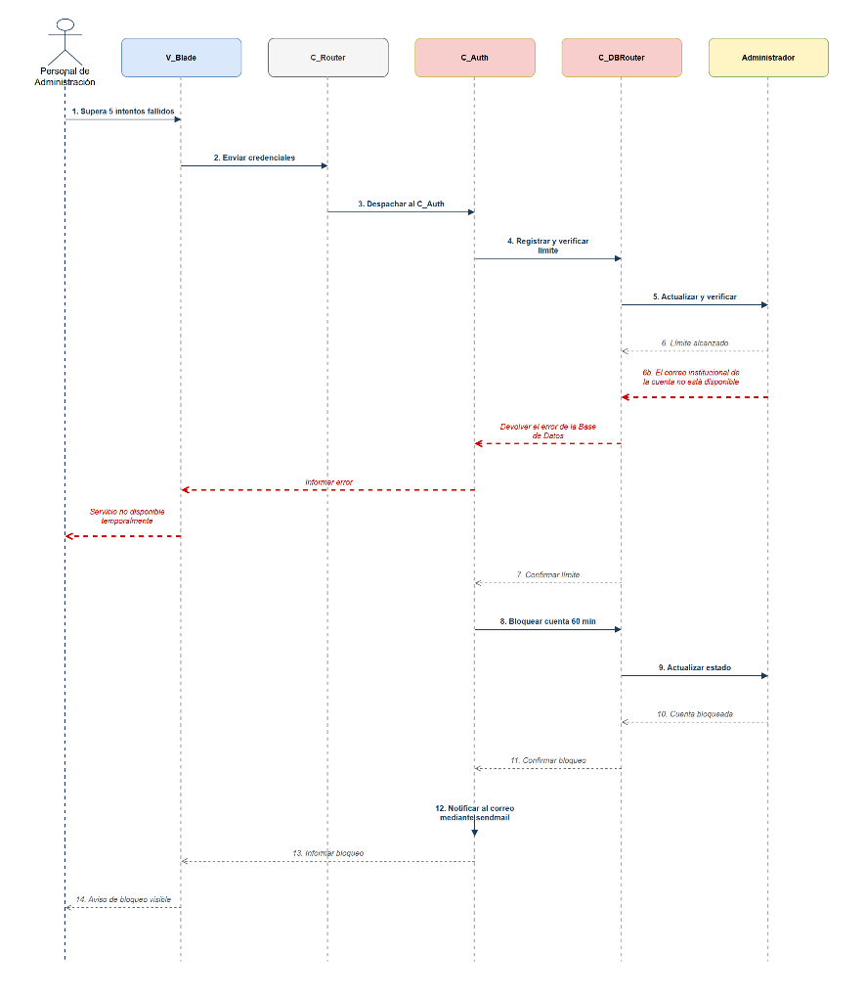 Personal de
Administración
V_Blade
C_Router
C_Auth
C_DBRouter
Administrador
1. Supera 5 intentos fallidos
2. Enviar credenciales
3. Despachar al C_Auth
4. Registrar y verificar
límite
5. Actualizar y verificar
6. Límite alcanzado
6b. El correo institucional de
la cuenta no está disponible
Devolver el error de la Base
de Datos
Informar error
Servicio no disponible
temporalmente
7. Confirmar límite
8. Bloquear cuenta 60 min
9. Actualizar estado
10. Cuenta bloqueada
11. Confirmar bloqueo
12. Notificar al correo
mediante sendmail
13. Informar bloqueo
14. Aviso de bloqueo visible